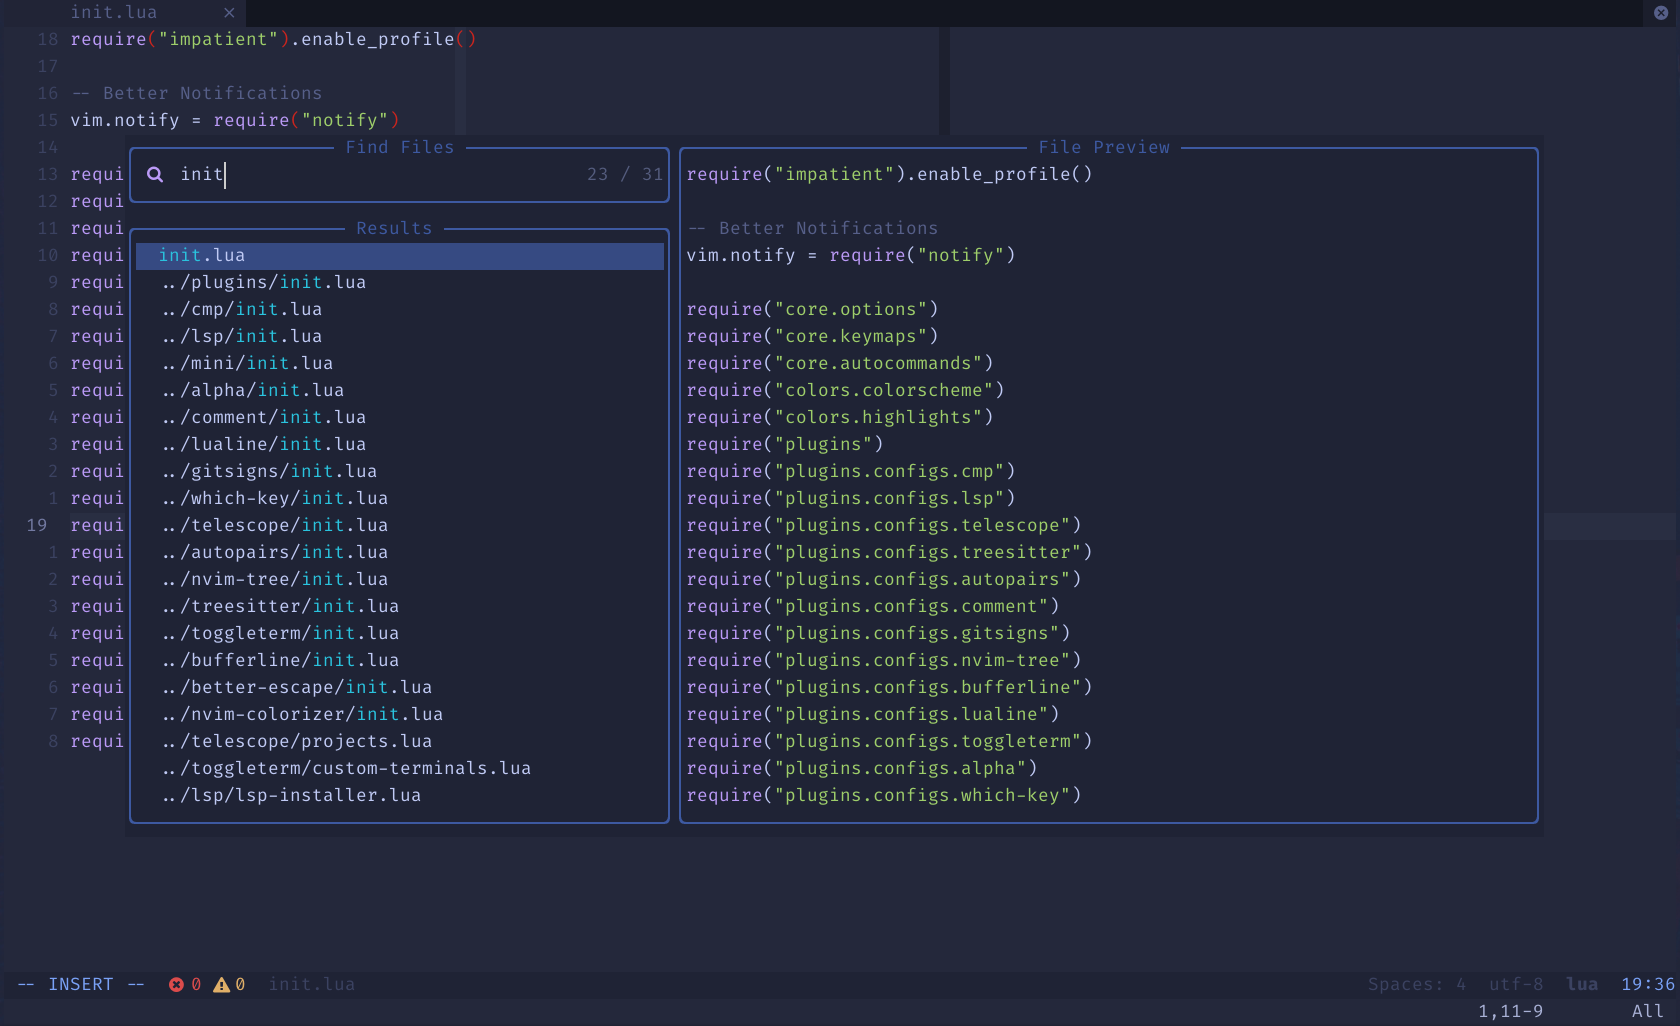 init.lua ×
18 require("impatient").enable_profile()
17
16 -- Better Notifications
15 vim.notify = require("notify")
14
13 requi
12 requi
11 requi
10 requi
9 requi
8 requi
7 requi
6 requi
5 requi
4 requi
3 requi
2 requi
1 requi
19 requi
1 requi
2 requi
3 requi
4 requi
5 requi
6 requi
7 requi
8 requi
Find Files
init 23 / 31
Results
init.lua
../plugins/init.lua
../cmp/init.lua
../lsp/init.lua
../mini/init.lua
../alpha/init.lua
../comment/init.lua
../lualine/init.lua
../gitsigns/init.lua
../which-key/init.lua
../telescope/init.lua
../autopairs/init.lua
../nvim-tree/init.lua
../treesitter/init.lua
../toggleterm/init.lua
../bufferline/init.lua
../better-escape/init.lua
../nvim-colorizer/init.lua
../telescope/projects.lua
../toggleterm/custom-terminals.lua
../lsp/lsp-installer.lua
File Preview
require("impatient").enable_profile()
-- Better Notifications
vim.notify = require("notify")
require("core.options")
require("core.keymaps")
require("core.autocommands")
require("colors.colorscheme")
require("colors.highlights")
require("plugins")
require("plugins.configs.cmp")
require("plugins.configs.lsp")
require("plugins.configs.telescope")
require("plugins.configs.treesitter")
require("plugins.configs.autopairs")
require("plugins.configs.comment")
require("plugins.configs.gitsigns")
require("plugins.configs.nvim-tree")
require("plugins.configs.bufferline")
require("plugins.configs.lualine")
require("plugins.configs.toggleterm")
require("plugins.configs.alpha")
require("plugins.configs.which-key")
-- INSERT -- 0 0 init.lua Spaces: 4 utf-8 lua 19:36
1,11-9 All